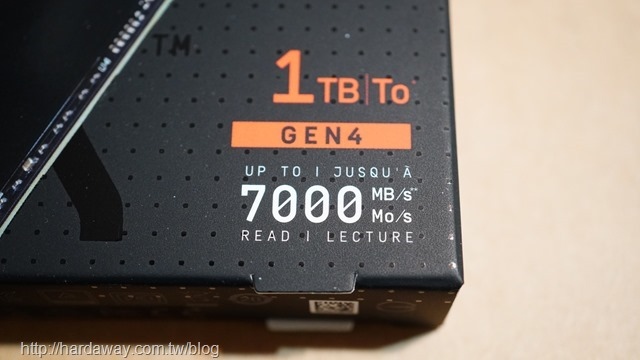 TM
1TB|To
GEN4
UP TO | JUSQU'À
7000 MB/s**
Mo/s
READ | LECTURE
http://hardaway.com.tw/blog